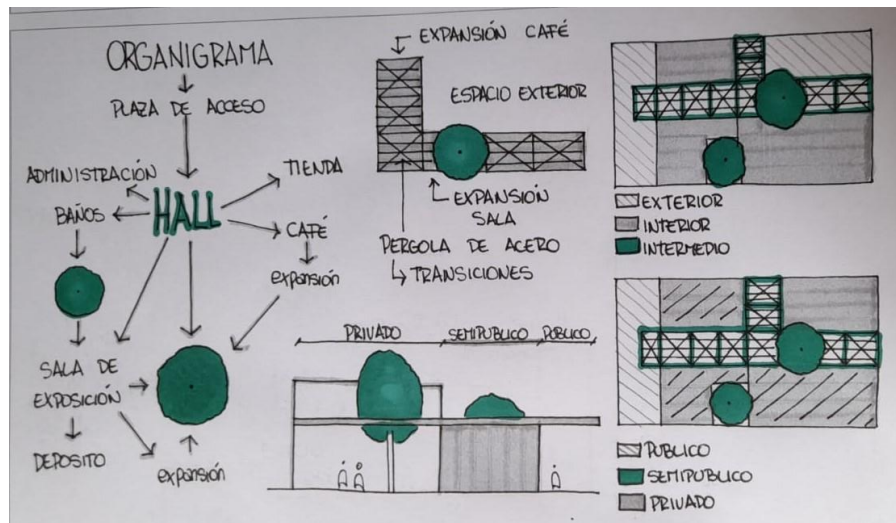 ORGANIGRAMA
PLAZA DE ACCESO
ADMINISTRACIÓN
TIENDA
HALL
BAÑOS
CAFÉ
expansión
SALA DE
EXPOSICIÓN
DEPOSITO
expansión
EXPANSIÓN CAFÉ
ESPACIO EXTERIOR
EXPANSIÓN
SALA
PERGOLA DE ACERO
TRANSICIONES
PRIVADO
SEMIPUBLICO
PUBLICO
EXTERIOR
INTERIOR
INTERMEDIO
PUBLICO
SEMIPUBLICO
PRIVADO